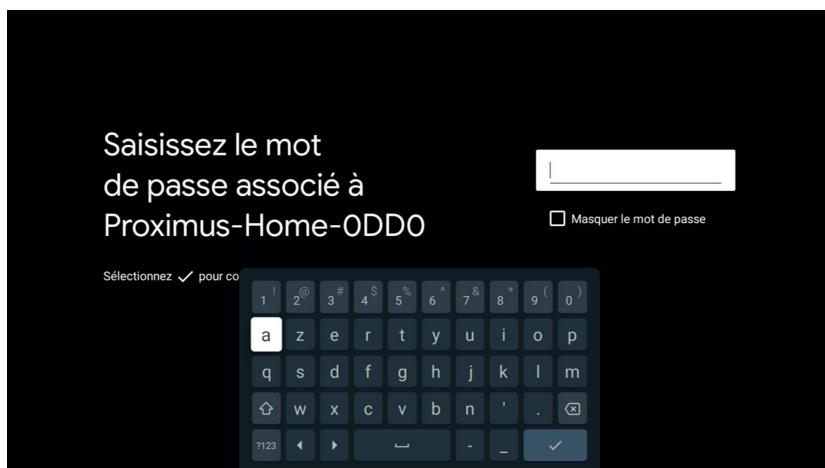 Saisissez le mot
de passe associé à
Proximus-Home-0DD0
Masquer le mot de passe
Sélectionnez ✓ pour co
1 ! 2 @ 3 # 4 $ 5 % 6 ^ 7 & 8 * 9 ( 0 )
a z e r t y u i o p
q s d f g h j k l m
w x c v b n ' .
?123 - _